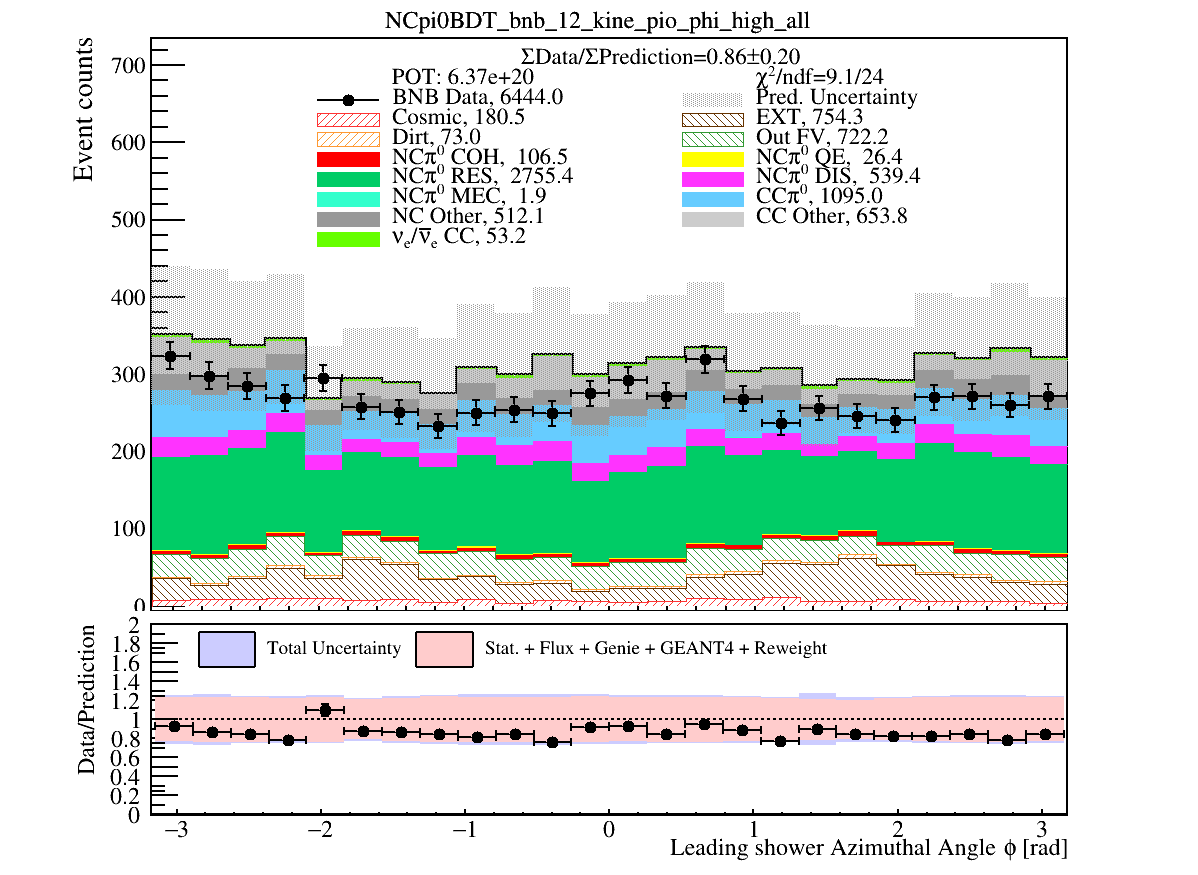 NCpi0BDT_bnb_12_kine_pio_phi_high_all
ΣData/ΣPrediction=0.86±0.20
POT: 6.37e+20
χ²/ndf=9.1/24
BNB Data, 6444.0
Pred. Uncertainty
Cosmic, 180.5
EXT, 754.3
Dirt, 73.0
Out FV, 722.2
NCπ⁰ COH, 106.5
NCπ⁰ QE, 26.4
NCπ⁰ RES, 2755.4
NCπ⁰ DIS, 539.4
NCπ⁰ MEC, 1.9
CCπ⁰, 1095.0
NC Other, 512.1
CC Other, 653.8
νₑ/ν̅ₑ CC, 53.2
Event counts
700
600
500
400
300
200
100
0
Total Uncertainty
Stat. + Flux + Genie + GEANT4 + Reweight
Data/Prediction
2
1.8
1.6
1.4
1.2
1
0.8
0.6
0.4
0.2
0
−3 −2 −1 0 1 2 3
Leading shower Azimuthal Angle ϕ [rad]